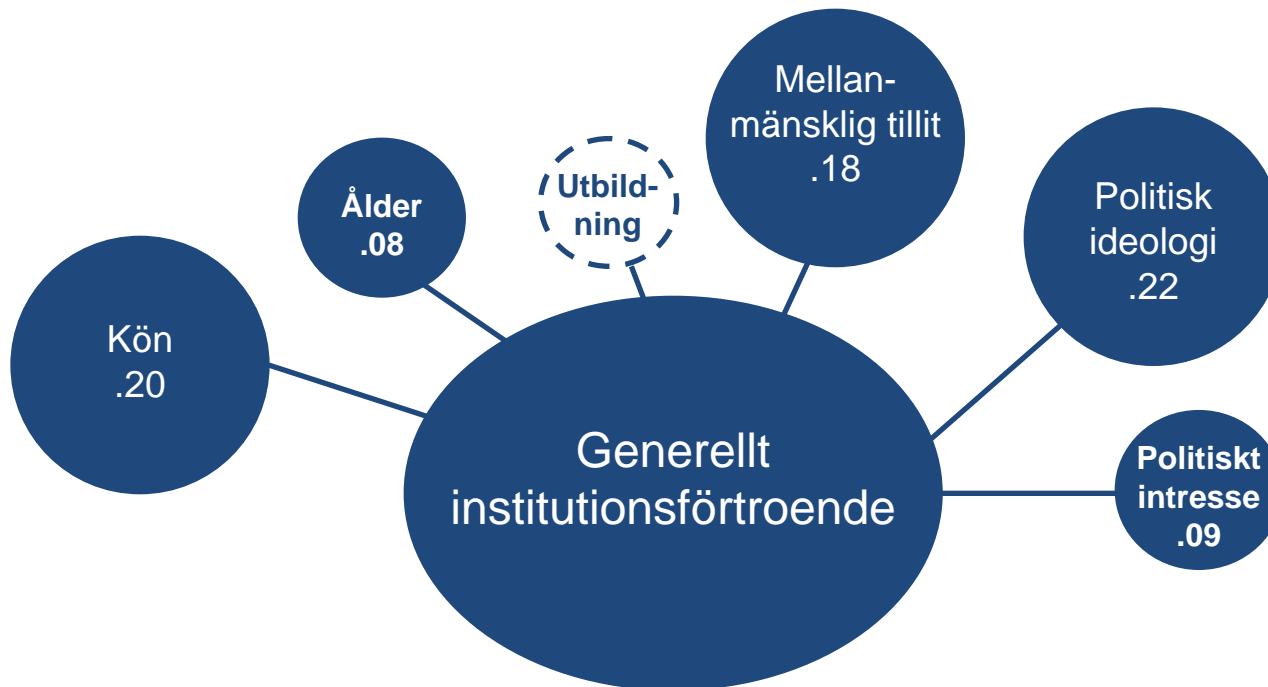 Mellan-
mänsklig tillit
.18
Utbild-
ning
Ålder
.08
Politisk
ideologi
.22
Kön
.20
Generellt
institutionsförtroende
Politiskt
intresse
.09